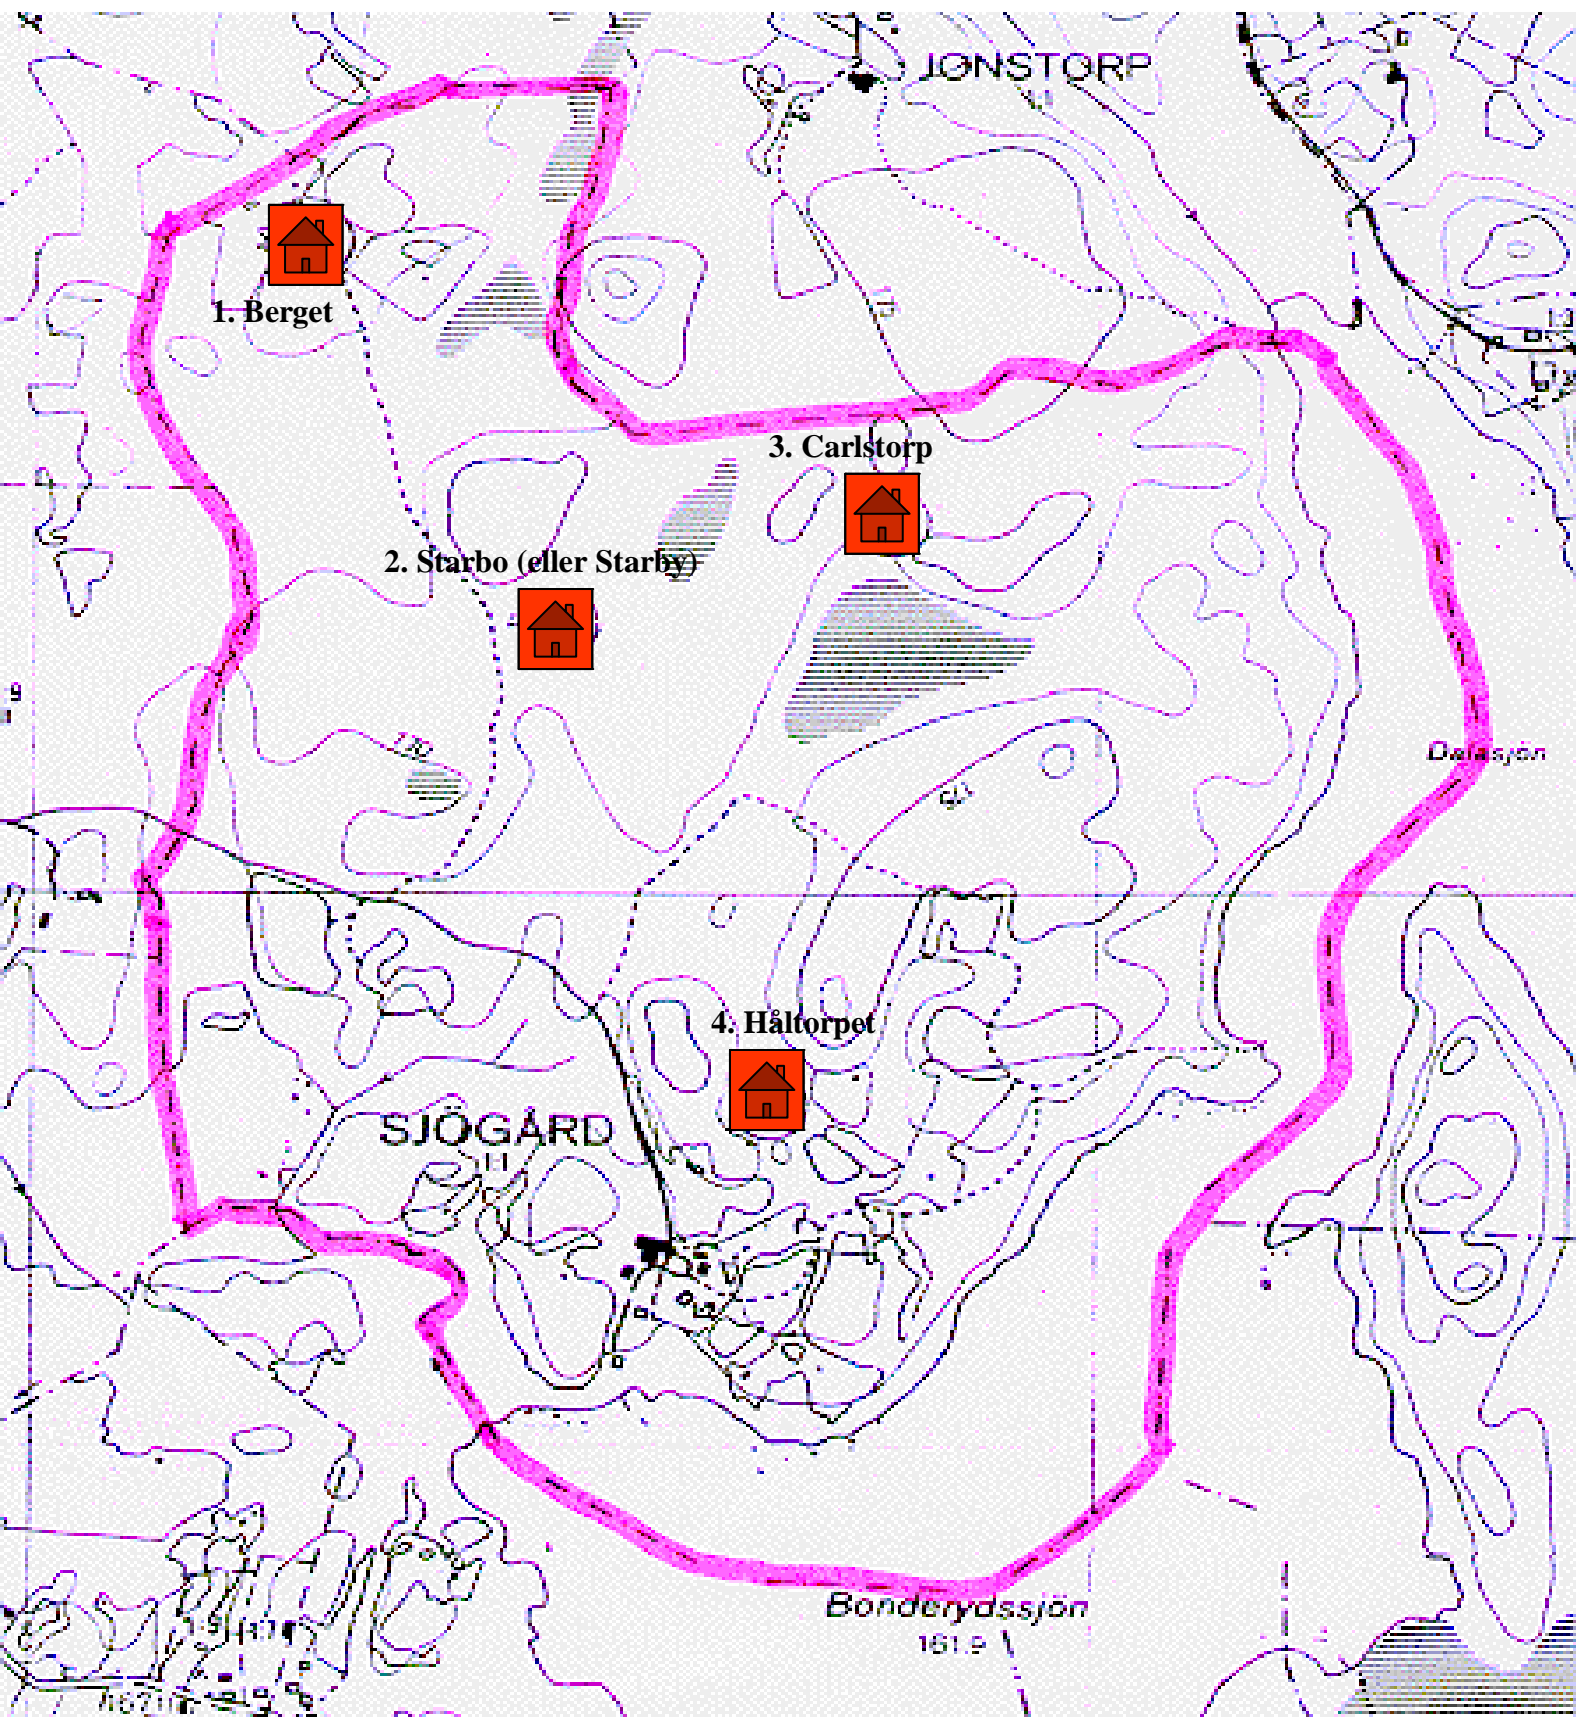 JONSTORP
1. Berget
3. Carlstorp
2. Starbo (eller Starby)
Dalasjön
4. Håltorpet
SJÖGÅRD
Bonderydssjön
161.9